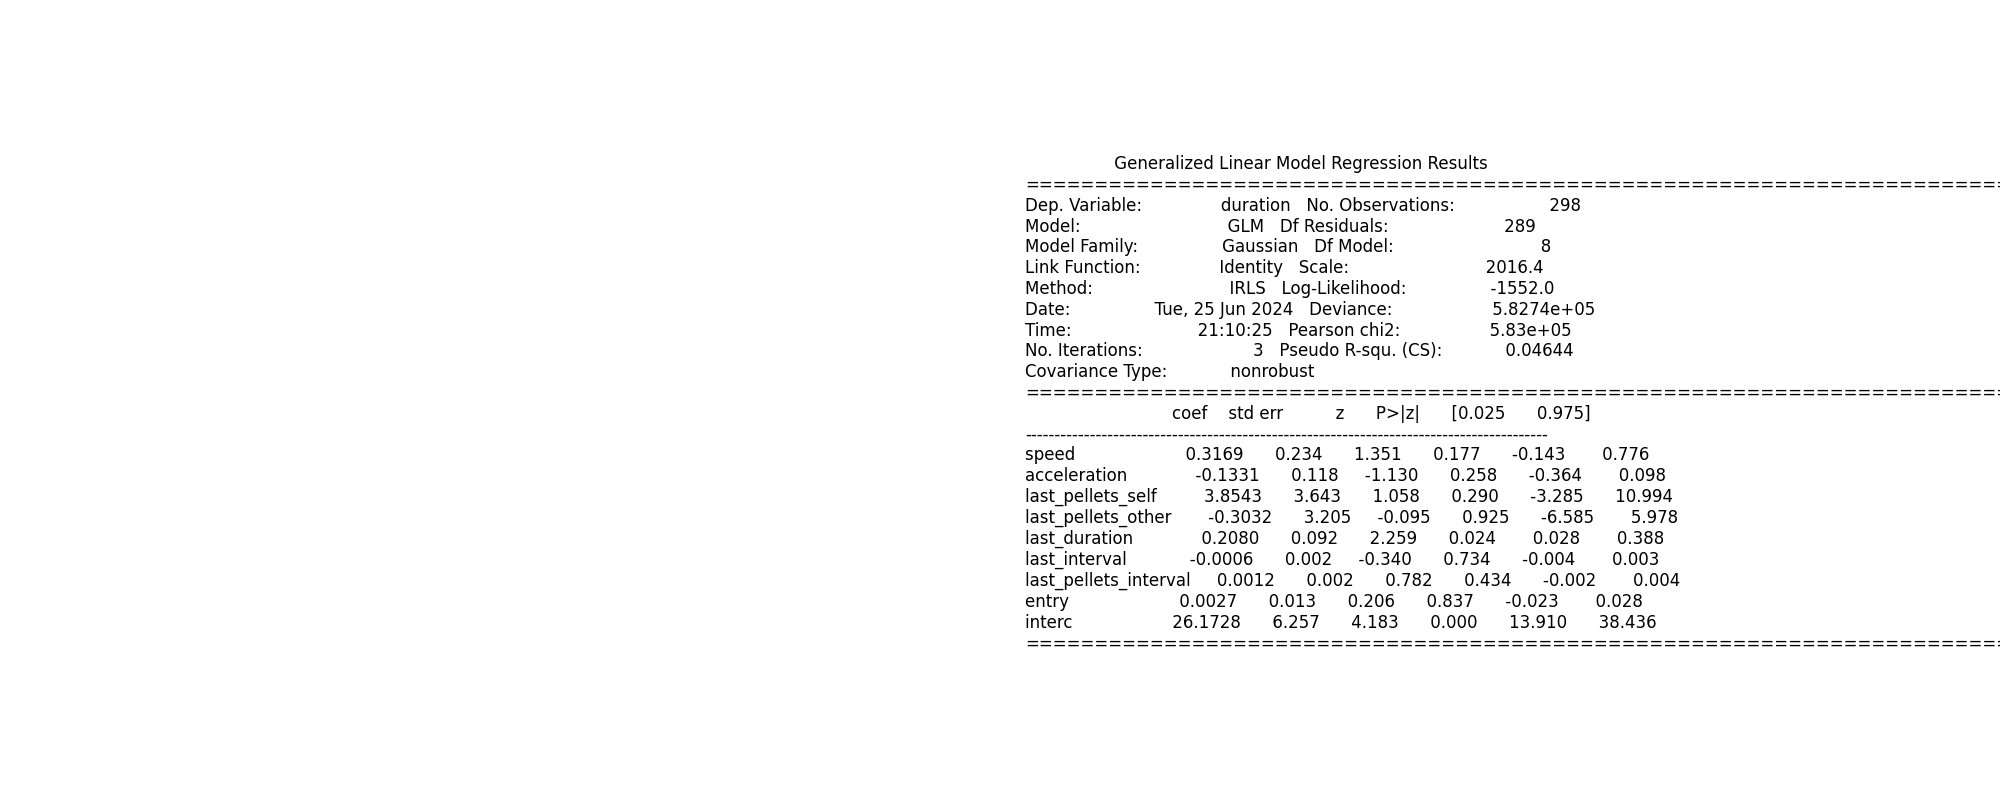 Generalized Linear Model Regression Results
==============================================================================
Dep. Variable: duration No. Observations: 298
Model: GLM Df Residuals: 289
Model Family: Gaussian Df Model: 8
Link Function: Identity Scale: 2016.4
Method: IRLS Log-Likelihood: -1552.0
Date: Tue, 25 Jun 2024 Deviance: 5.8274e+05
Time: 21:10:25 Pearson chi2: 5.83e+05
No. Iterations: 3 Pseudo R-squ. (CS): 0.04644
Covariance Type: nonrobust
==============================================================================
coef std err z P>|z| [0.025 0.975]
------------------------------------------------------------------------------------------
speed 0.3169 0.234 1.351 0.177 -0.143 0.776
acceleration -0.1331 0.118 -1.130 0.258 -0.364 0.098
last_pellets_self 3.8543 3.643 1.058 0.290 -3.285 10.994
last_pellets_other -0.3032 3.205 -0.095 0.925 -6.585 5.978
last_duration 0.2080 0.092 2.259 0.024 0.028 0.388
last_interval -0.0006 0.002 -0.340 0.734 -0.004 0.003
last_pellets_interval 0.0012 0.002 0.782 0.434 -0.002 0.004
entry 0.0027 0.013 0.206 0.837 -0.023 0.028
interc 26.1728 6.257 4.183 0.000 13.910 38.436
==============================================================================